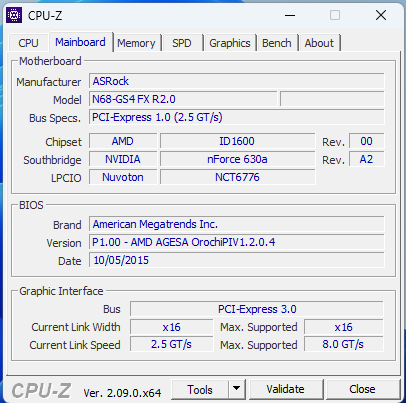 CPU-Z
CPU Mainboard Memory SPD Graphics Bench About
Motherboard
Manufacturer ASRock
Model N68-GS4 FX R2.0
Bus Specs. PCI-Express 1.0 (2.5 GT/s)
Chipset AMD ID1600 Rev. 00
Southbridge NVIDIA nForce 630a Rev. A2
LPCIO Nuvoton NCT6776
BIOS
Brand American Megatrends Inc.
Version P1.00 - AMD AGESA OrochiPIV1.2.0.4
Date 10/05/2015
Graphic Interface
Bus PCI-Express 3.0
Current Link Width x16 Max. Supported x16
Current Link Speed 2.5 GT/s Max. Supported 8.0 GT/s
CPU-Z Ver. 2.09.0.x64 Tools Validate Close